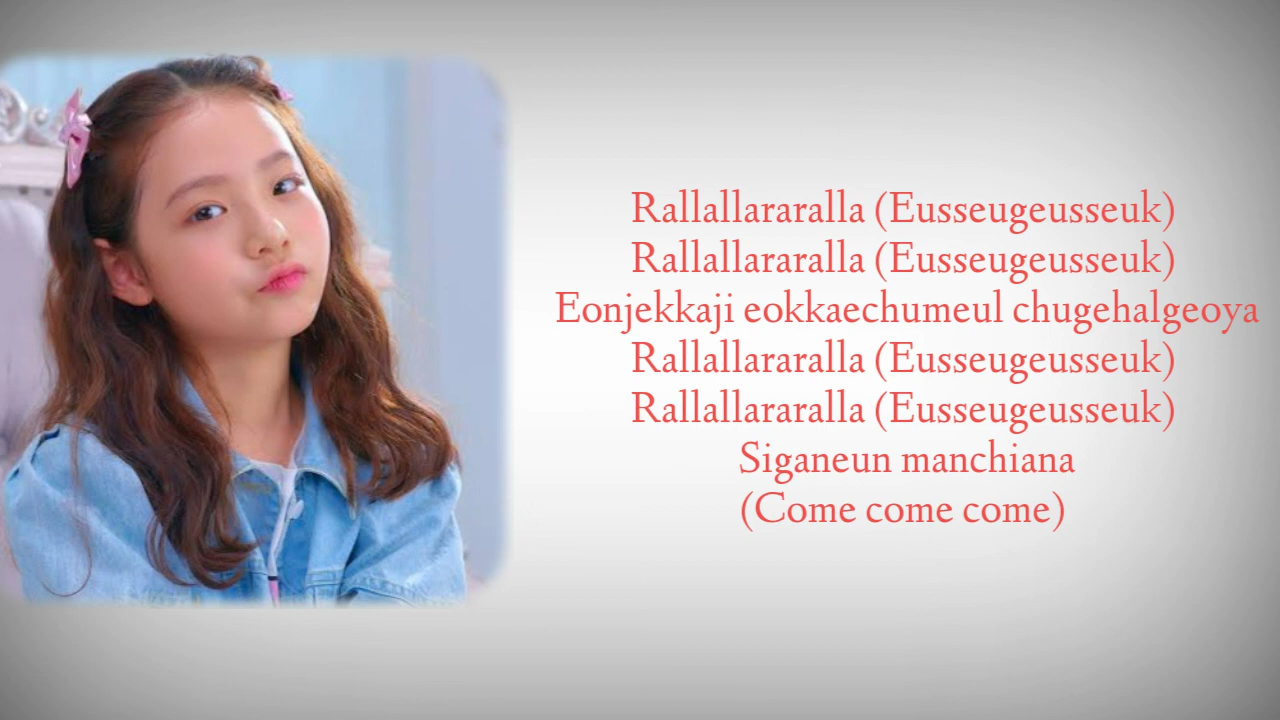 Rallallararalla (Eusseugeusseuk)
Rallallararalla (Eusseugeusseuk)
Eonjekkaji eokkaechumeul chugehalgeoya
Rallallararalla (Eusseugeusseuk)
Rallallararalla (Eusseugeusseuk)
Siganeun manchiana
(Come come come)